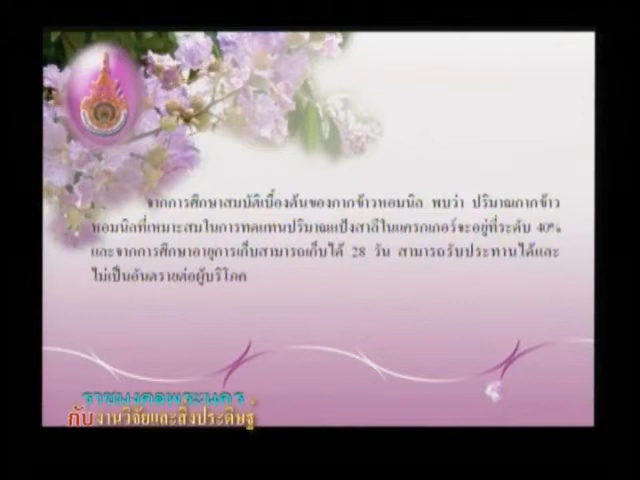 จากการศึกษาสมบัติเบื้องต้นของกากข้าวหอมนิล พบว่า ปริมาณกากข้าว
หอมนิลที่เหมาะสมในการทดแทนปริมาณแป้งสาลีในแครกเกอร์จะอยู่ที่ระดับ 40%
และจากการศึกษาอายุการเก็บสามารถเก็บได้ 28 วัน สามารถรับประทานได้และ
ไม่เป็นอันตรายต่อผู้บริโภค
ราชมงคลพระนคร
กับงานวิจัยและสิ่งประดิษฐ์